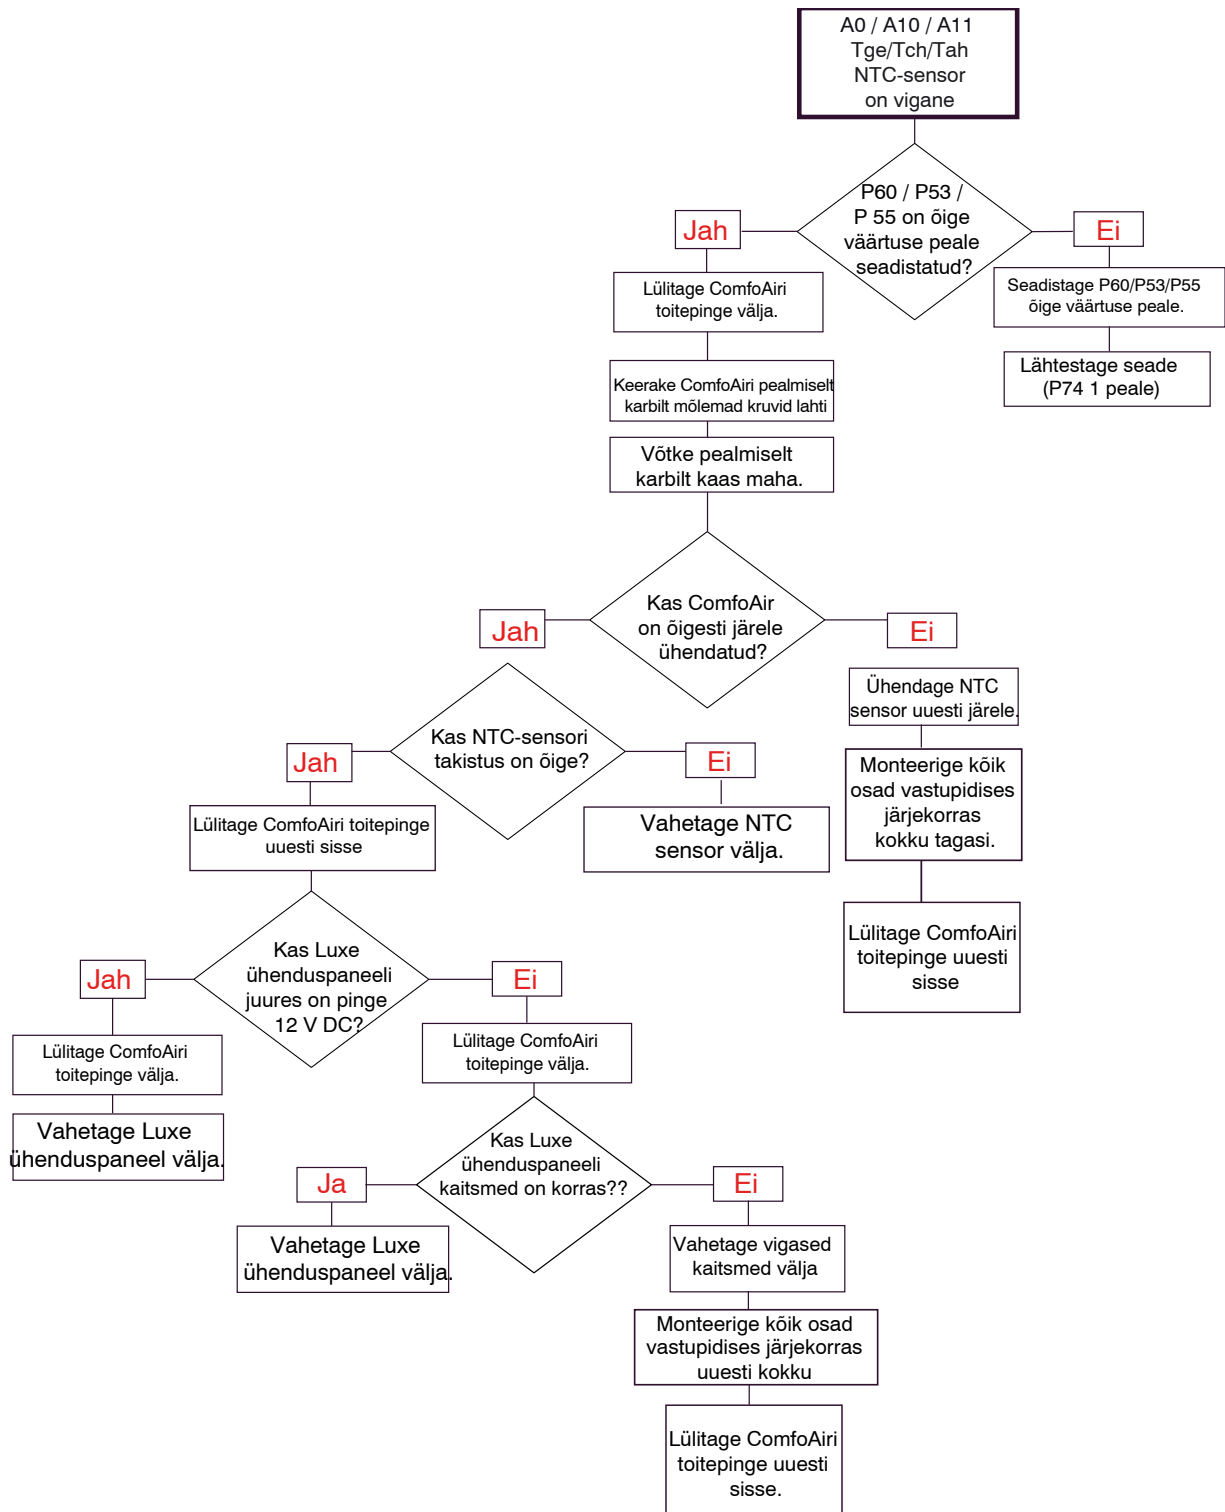 A0 / A10 / A11
Tge/Tch/Tah
NTC-sensor
on vigane
P60 / P53 /
P 55 on õige
väärtuse peale
seadistatud?
Jah
Ei
Lülitage ComfoAiri
toitepinge välja.
Seadistage P60/P53/P55
õige väärtuse peale.
Lähtestage seade
(P74 1 peale)
Keerake ComfoAiri pealmiselt
karbilt mõlemad kruvid lahti
Võtke pealmiselt
karbilt kaas maha.
Kas ComfoAir
on õigesti järele
ühendatud?
Jah
Ei
Ühendage NTC
sensor uuesti järele.
Monteerige kõik
osad vastupidises
järjekorras
kokku tagasi.
Lülitage ComfoAiri
toitepinge uuesti
sisse
Kas NTC-sensori
takistus on õige?
Jah
Ei
Vahetage NTC
sensor välja.
Lülitage ComfoAiri toitepinge
uuesti sisse
Kas Luxe
ühenduspaneeli
juures on pinge
12 V DC?
Jah
Ei
Lülitage ComfoAiri
toitepinge välja.
Vahetage Luxe
ühenduspaneel välja.
Lülitage ComfoAiri
toitepinge välja.
Kas Luxe
ühenduspaneeli
kaitsmed on korras??
Ja
Ei
Vahetage Luxe
ühenduspaneel välja.
Vahetage vigased
kaitsmed välja
Monteerige kõik osad
vastupidises järjekorras
uuesti kokku
Lülitage ComfoAiri
toitepinge uuesti
sisse.